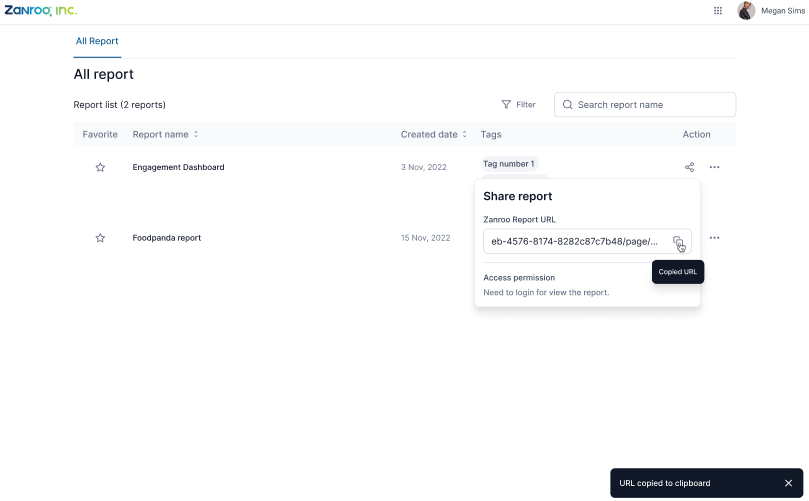 Zanroo, inc.
Megan Sims
All Report
All report
Report list (2 reports)
Filter
Search report name
Favorite
Report name
Created date
Tags
Action
Engagement Dashboard
3 Nov, 2022
Tag number 1
Share report
Zanroo Report URL
eb-4576-8174-8282c87c7b48/page/...
Foodpanda report
15 Nov, 2022
Copied URL
Access permission
Need to login for view the report.
URL copied to clipboard